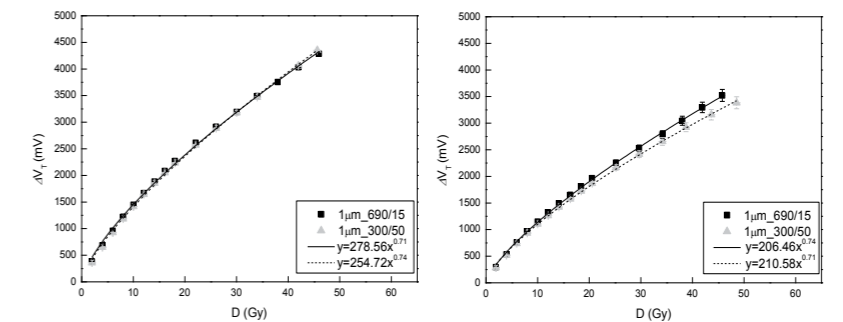 5000
4500
4000
3500
3000
2500
2000
1500
1000
500
0
ΔV_T (mV)
0 10 20 30 40 50 60
D (Gy)
1μm_690/15
1μm_300/50
y=278.56x^0.71
y=254.72x^0.74
5000
4500
4000
3500
3000
2500
2000
1500
1000
500
0
ΔV_T (mV)
0 10 20 30 40 50 60
D (Gy)
1μm_690/15
1μm_300/50
y=206.46x^0.74
y=210.58x^0.71